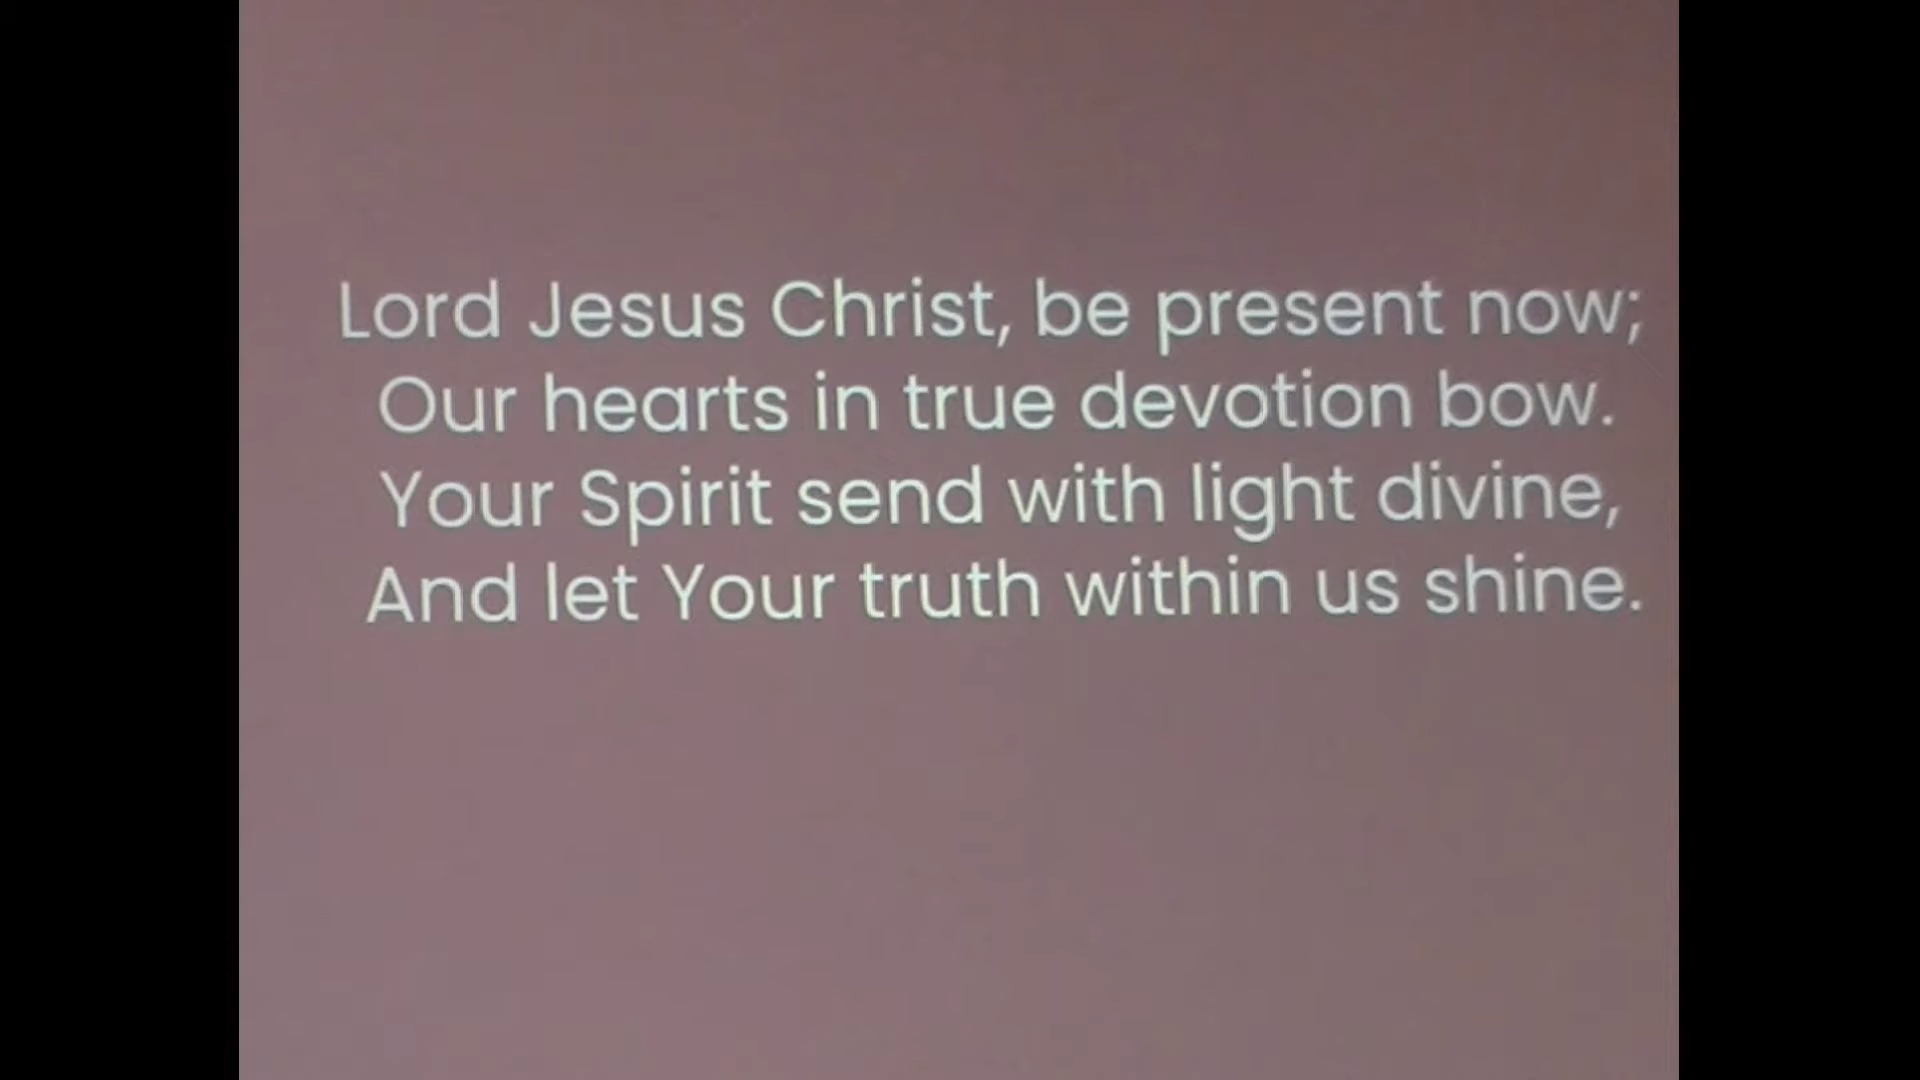 Lord Jesus Christ, be present now;
Our hearts in true devotion bow.
Your Spirit send with light divine,
And let Your truth within us shine.